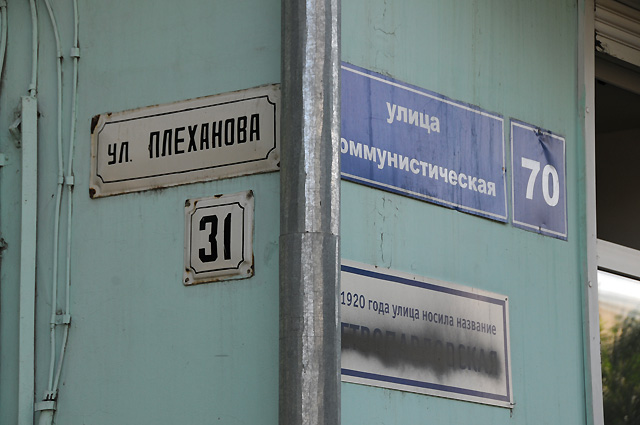 ул. ПЛЕХАНОВА
31
улица
оммунистическая
70
1920 года улица носила название